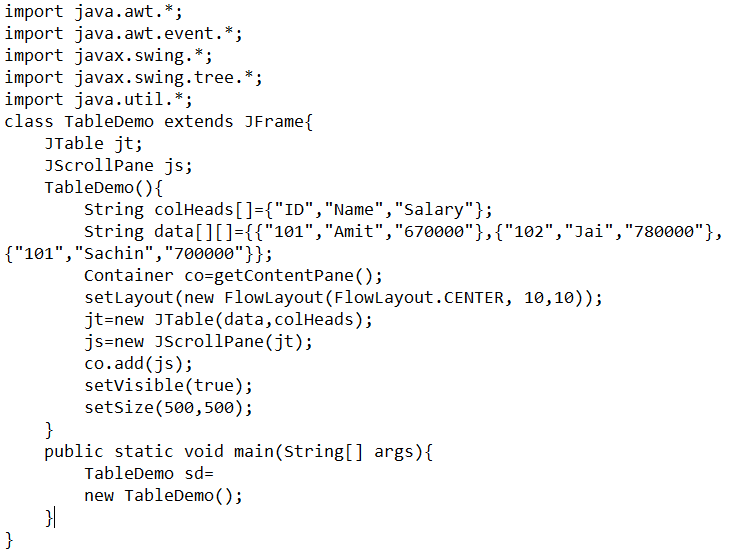 import java.awt.*;
import java.awt.event.*;
import javax.swing.*;
import javax.swing.tree.*;
import java.util.*;
class TableDemo extends JFrame{
    JTable jt;
    JScrollPane js;
    TableDemo(){
        String colHeads[]={"ID","Name","Salary"};
        String data[][]={{"101","Amit","670000"},{"102","Jai","780000"},
{"101","Sachin","700000"}};
        Container co=getContentPane();
        setLayout(new FlowLayout(FlowLayout.CENTER, 10,10));
        jt=new JTable(data,colHeads);
        js=new JScrollPane(jt);
        co.add(js);
        setVisible(true);
        setSize(500,500);
    }
    public static void main(String[] args){
        TableDemo sd=
        new TableDemo();
    }
}